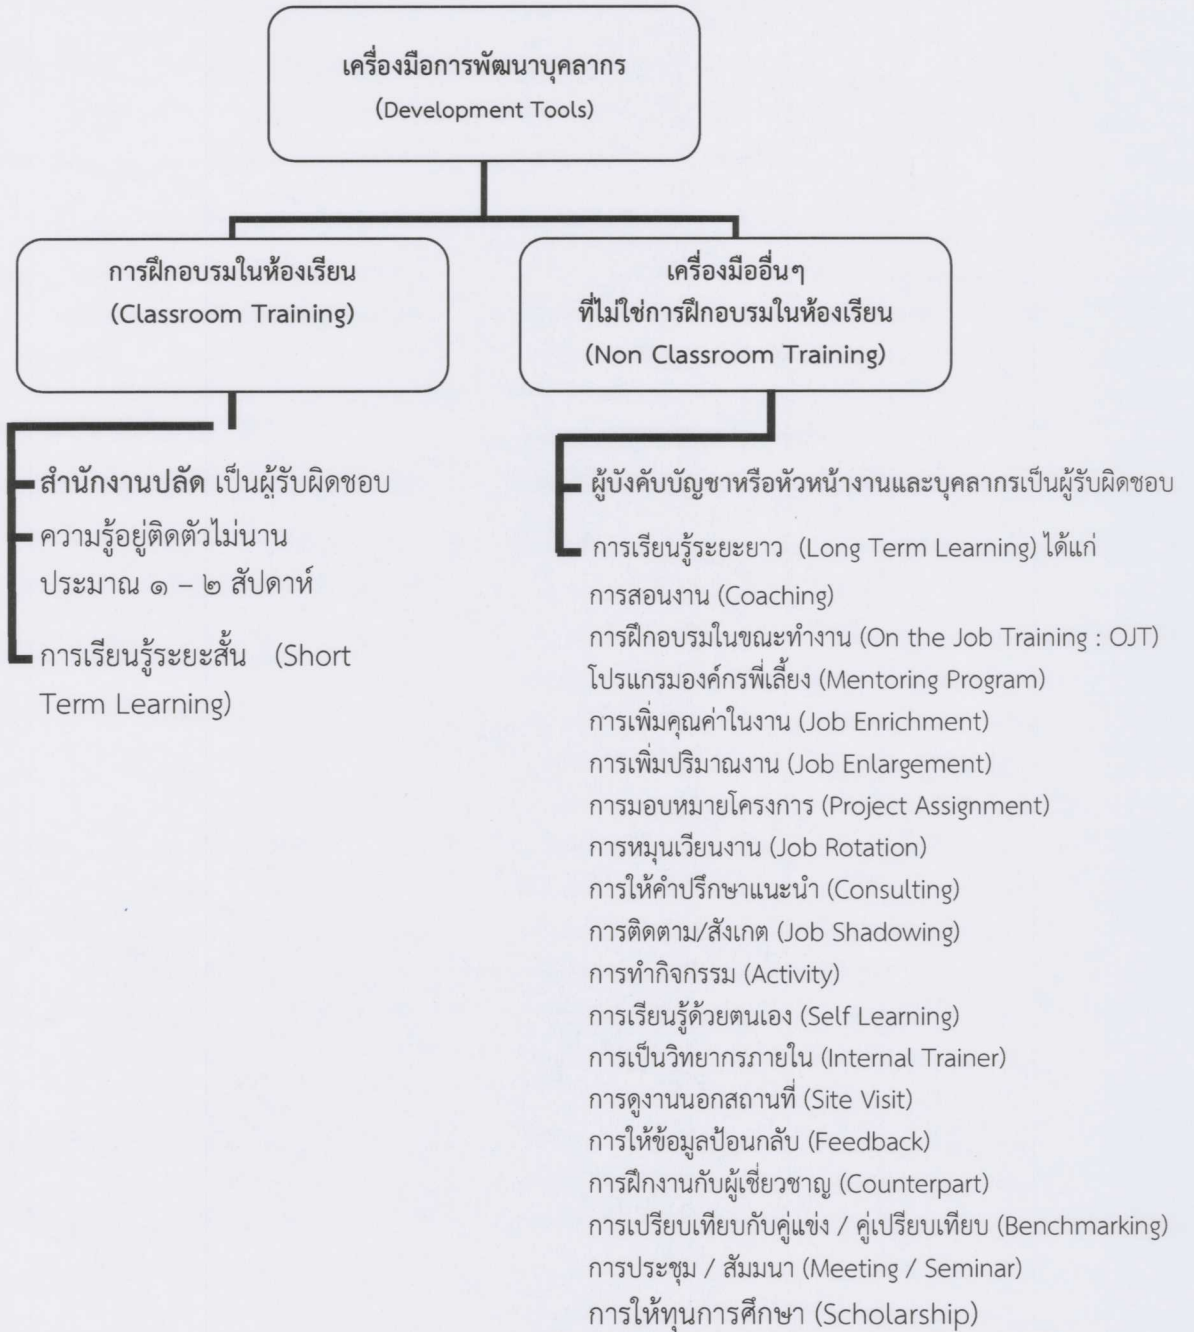 เครื่องมือการพัฒนาบุคลากร
(Development Tools)
การฝึกอบรมในห้องเรียน
(Classroom Training)
เครื่องมืออื่นๆ
ที่ไม่ใช่การฝึกอบรมในห้องเรียน
(Non Classroom Training)
สำนักงานปลัด เป็นผู้รับผิดชอบ
ความรู้อยู่ติดตัวไม่นาน
ประมาณ ๑ – ๒ สัปดาห์
การเรียนรู้ระยะสั้น (Short
Term Learning)
ผู้บังคับบัญชาหรือหัวหน้างานและบุคลากรเป็นผู้รับผิดชอบ
การเรียนรู้ระยะยาว (Long Term Learning) ได้แก่
การสอนงาน (Coaching)
การฝึกอบรมในขณะทำงาน (On the Job Training : OJT)
โปรแกรมองค์กรพี่เลี้ยง (Mentoring Program)
การเพิ่มคุณค่าในงาน (Job Enrichment)
การเพิ่มปริมาณงาน (Job Enlargement)
การมอบหมายโครงการ (Project Assignment)
การหมุนเวียนงาน (Job Rotation)
การให้คำปรึกษาแนะนำ (Consulting)
การติดตาม/สังเกต (Job Shadowing)
การทำกิจกรรม (Activity)
การเรียนรู้ด้วยตนเอง (Self Learning)
การเป็นวิทยากรภายใน (Internal Trainer)
การดูงานนอกสถานที่ (Site Visit)
การให้ข้อมูลป้อนกลับ (Feedback)
การฝึกงานกับผู้เชี่ยวชาญ (Counterpart)
การเปรียบเทียบกับคู่แข่ง / คู่เปรียบเทียบ (Benchmarking)
การประชุม / สัมมนา (Meeting / Seminar)
การให้ทุนการศึกษา (Scholarship)